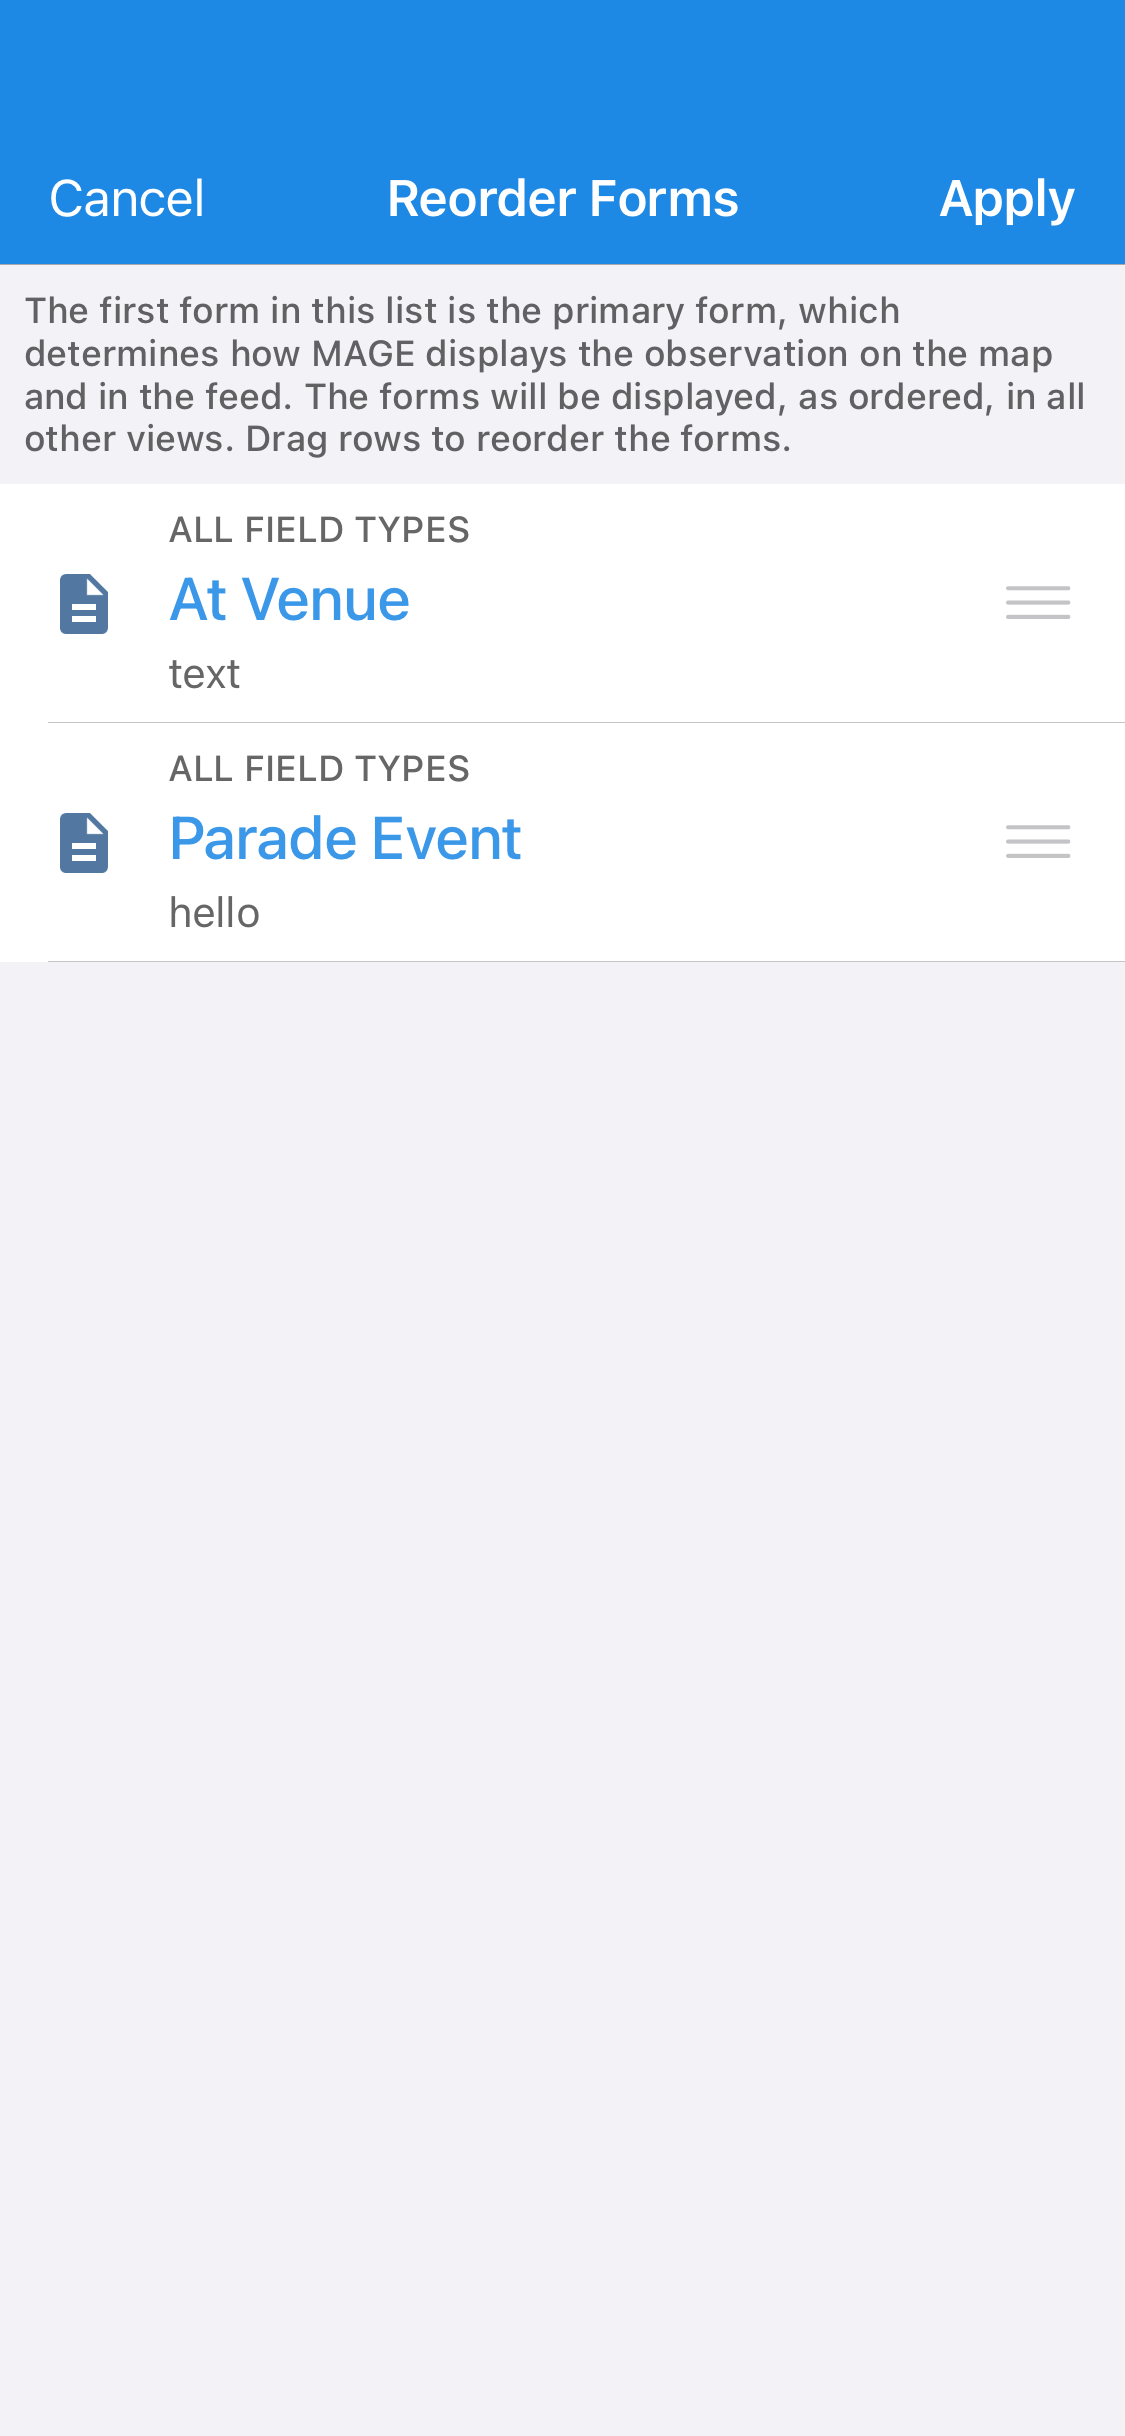 Cancel
Reorder Forms
Apply
The first form in this list is the primary form, which
determines how MAGE displays the observation on the map
and in the feed. The forms will be displayed, as ordered, in all
other views. Drag rows to reorder the forms.
ALL FIELD TYPES
At Venue
text
ALL FIELD TYPES
Parade Event
hello